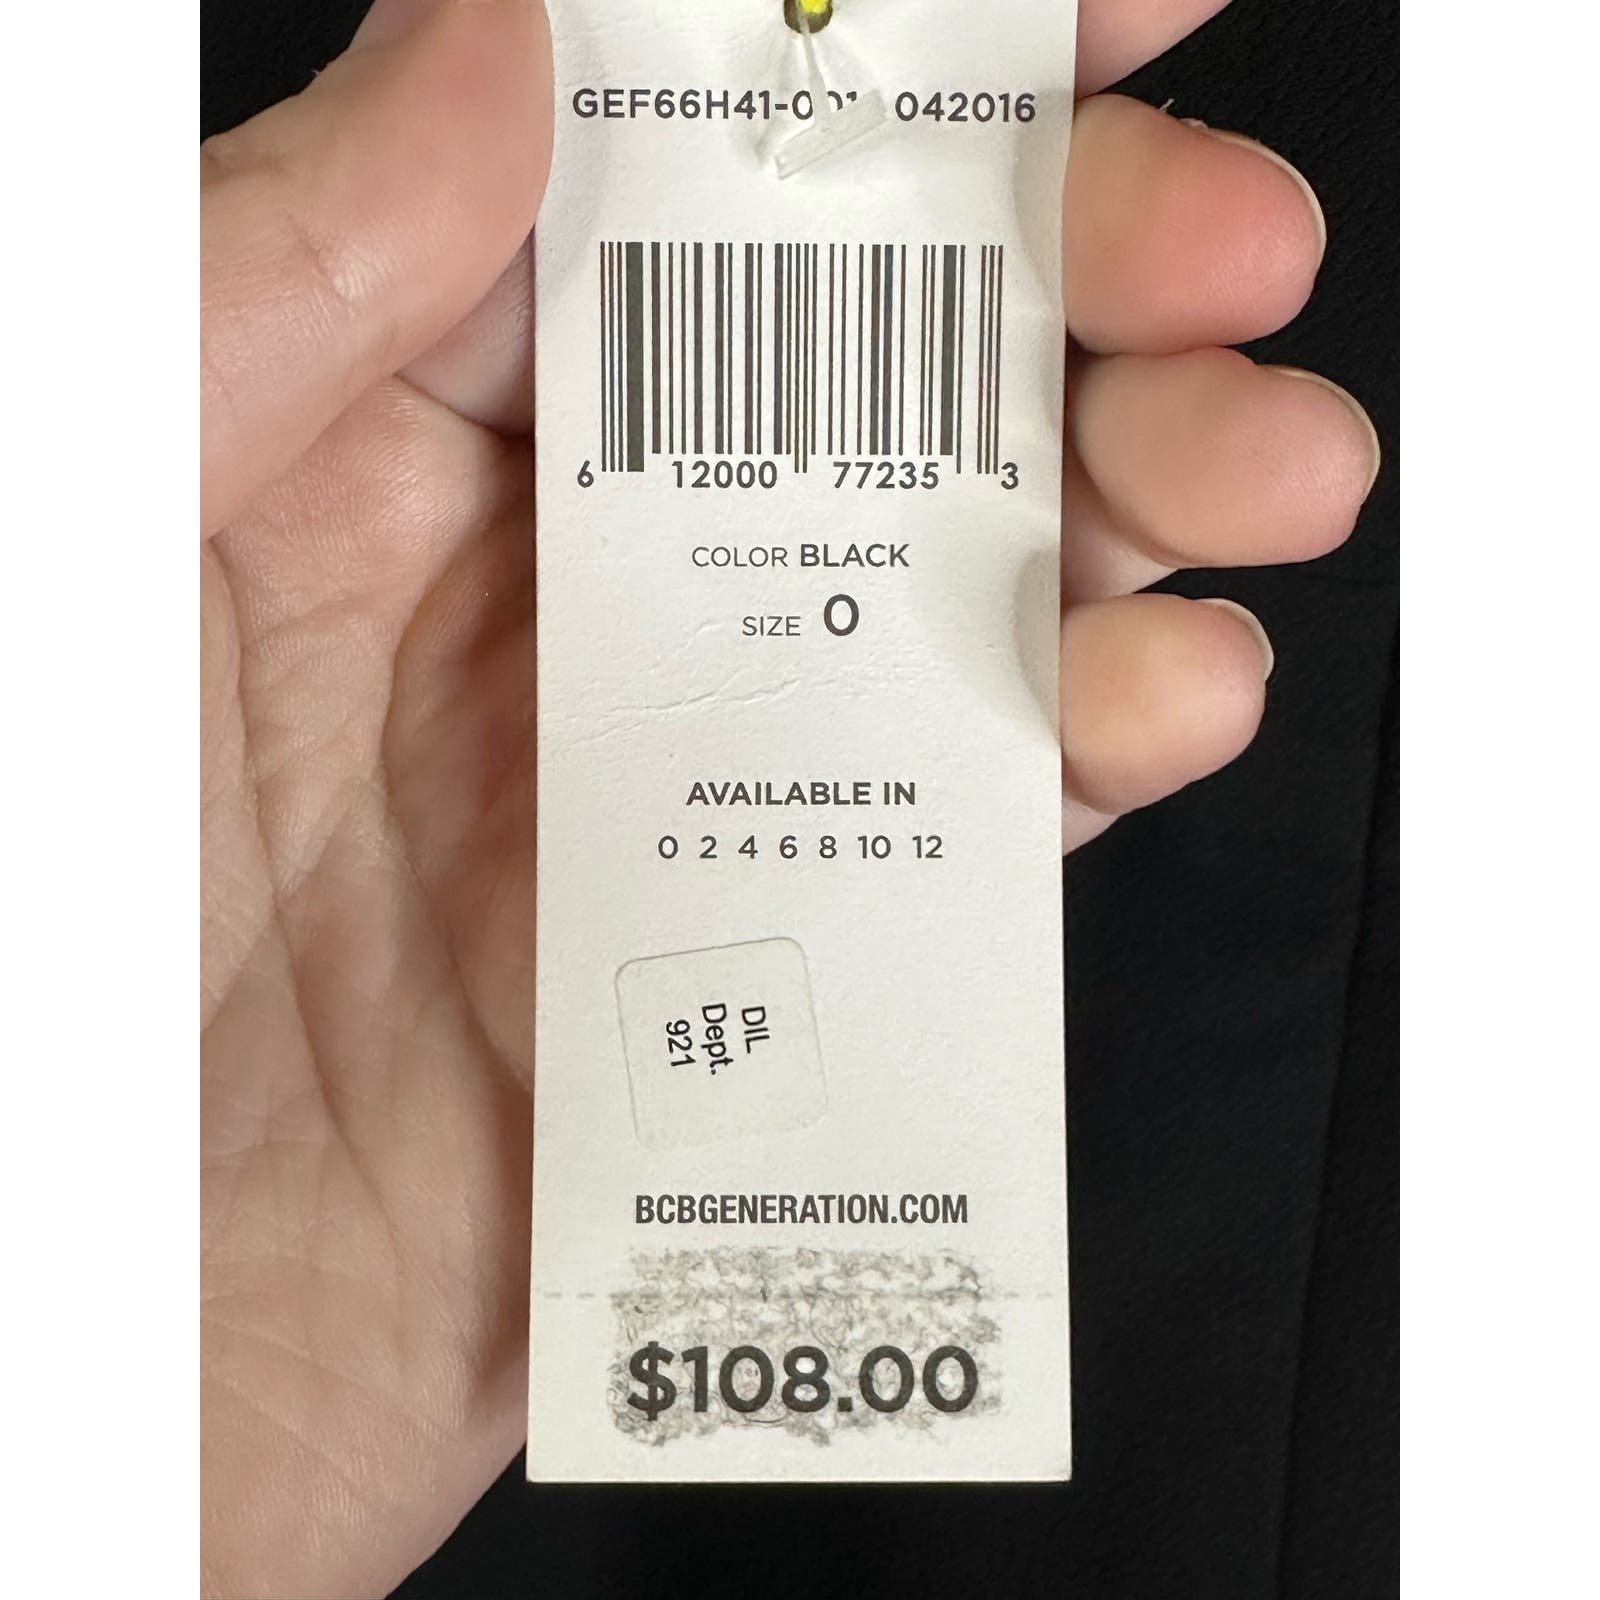 GEF66H41-001 042016
6 12000 77235 3
COLOR BLACK
SIZE 0
AVAILABLE IN
0 2 4 6 8 10 12
DIL
Dept.
921
BCBGENERATION.COM
$108.00